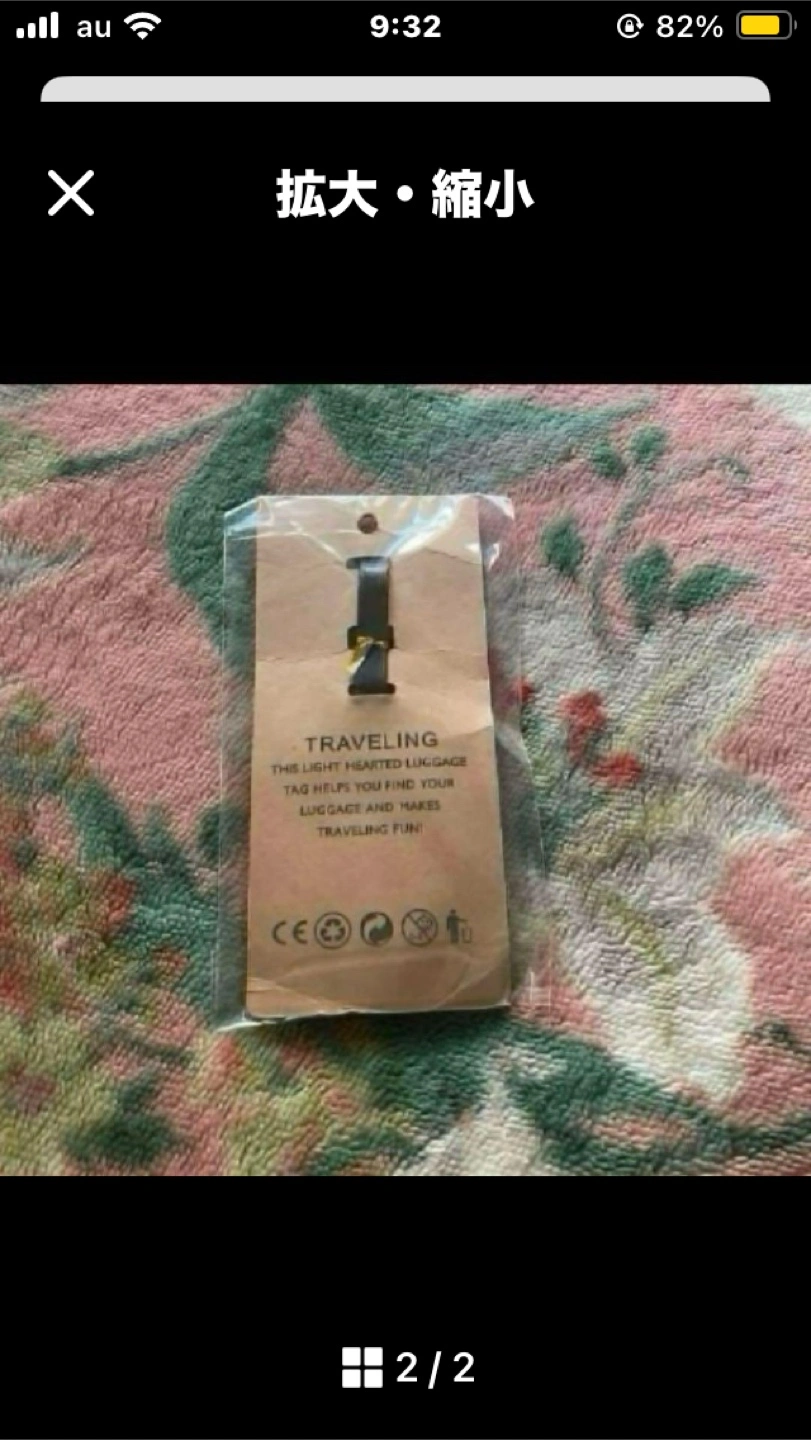 au 9:32 82%
拡大・縮小
TRAVELING
THIS LIGHT HEARTED LUGGAGE
TAG HELPS YOU FIND YOUR
LUGGAGE AND MAKES
TRAVELING FUN!
CE
2 / 2